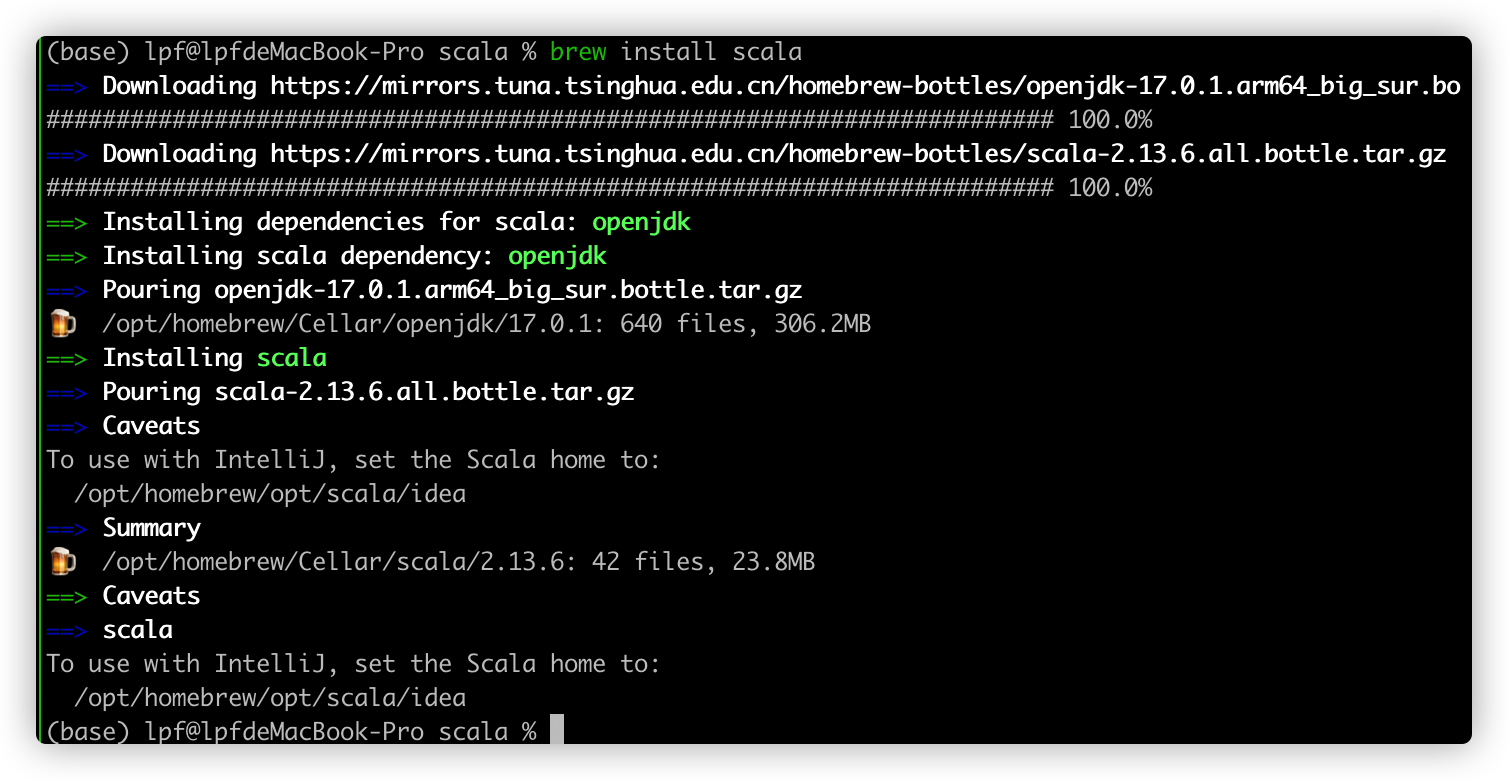 (base) lpf@lpfdeMacBook-Pro scala % brew install scala
==> Downloading https://mirrors.tuna.tsinghua.edu.cn/homebrew-bottles/openjdk-17.0.1.arm64_big_sur.bo
######################################################################## 100.0%
==> Downloading https://mirrors.tuna.tsinghua.edu.cn/homebrew-bottles/scala-2.13.6.all.bottle.tar.gz
######################################################################## 100.0%
==> Installing dependencies for scala: openjdk
==> Installing scala dependency: openjdk
==> Pouring openjdk-17.0.1.arm64_big_sur.bottle.tar.gz
🍺 /opt/homebrew/Cellar/openjdk/17.0.1: 640 files, 306.2MB
==> Installing scala
==> Pouring scala-2.13.6.all.bottle.tar.gz
==> Caveats
To use with IntelliJ, set the Scala home to:
  /opt/homebrew/opt/scala/idea
==> Summary
🍺 /opt/homebrew/Cellar/scala/2.13.6: 42 files, 23.8MB
==> Caveats
==> scala
To use with IntelliJ, set the Scala home to:
  /opt/homebrew/opt/scala/idea
(base) lpf@lpfdeMacBook-Pro scala %